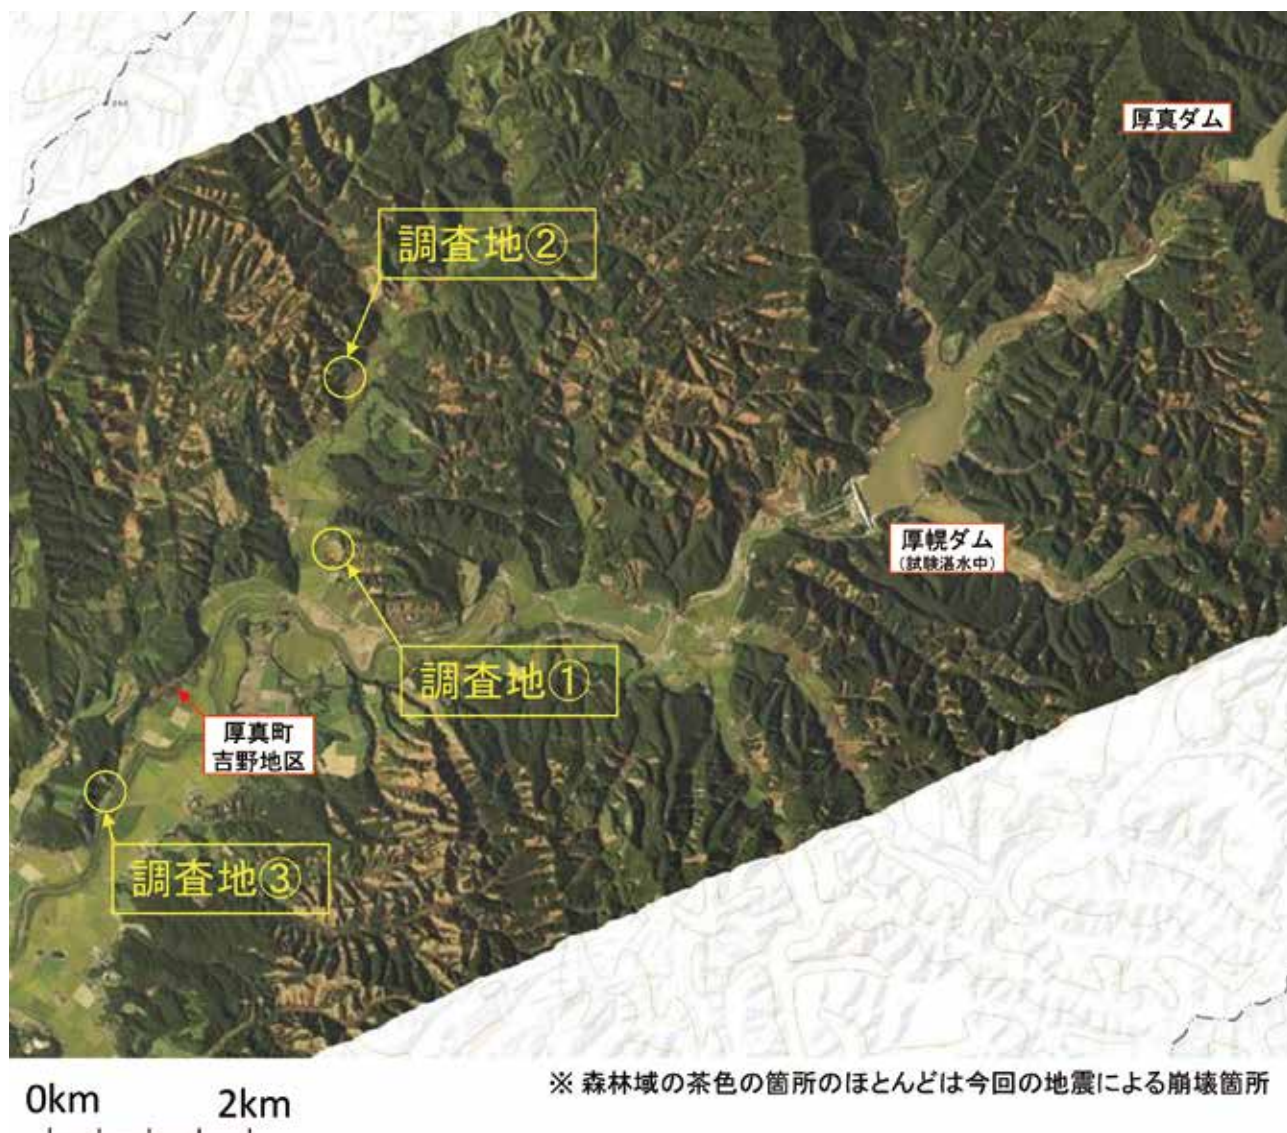 厚真ダム
調査地②
厚幌ダム
(試験湛水中)
調査地①
厚真町
吉野地区
調査地③
※ 森林域の茶色の箇所のほとんどは今回の地震による崩壊箇所
0km 2km